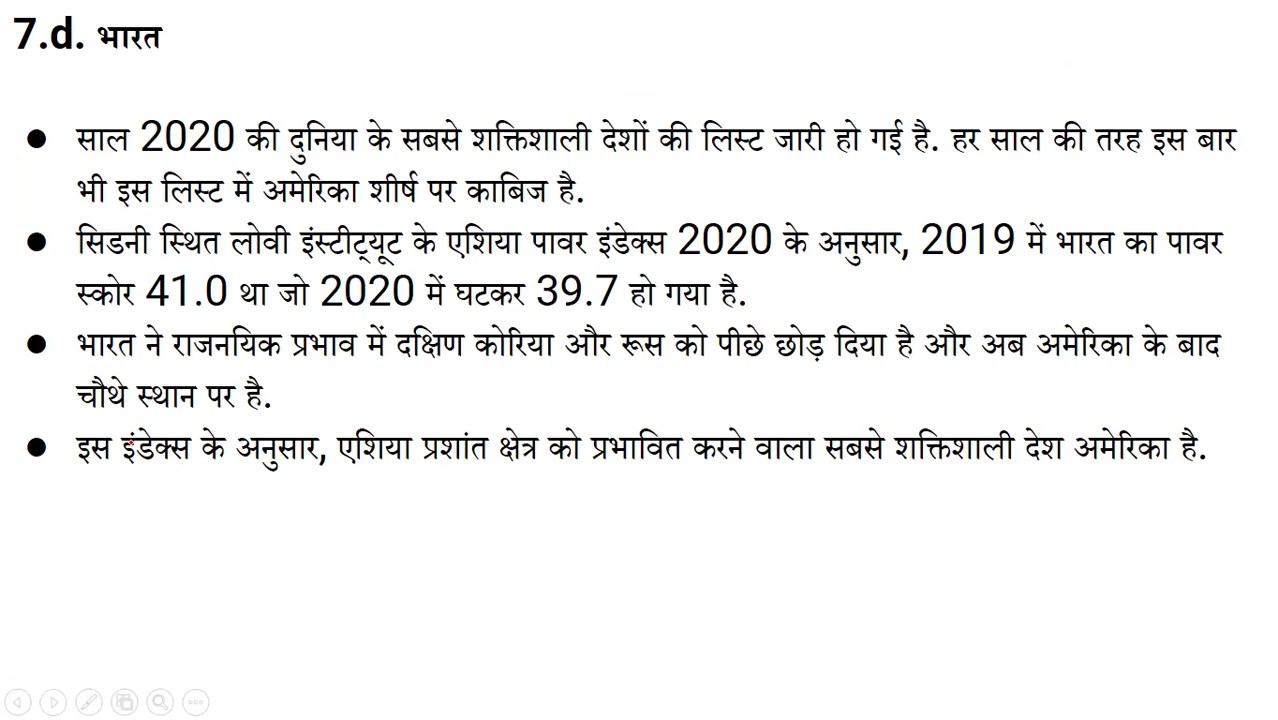 7.d. भारत
● साल 2020 की दुनिया के सबसे शक्तिशाली देशों की लिस्ट जारी हो गई है. हर साल की तरह इस बार
भी इस लिस्ट में अमेरिका शीर्ष पर काबिज है.
● सिडनी स्थित लोवी इंस्टीट्यूट के एशिया पावर इंडेक्स 2020 के अनुसार, 2019 में भारत का पावर
स्कोर 41.0 था जो 2020 में घटकर 39.7 हो गया है.
● भारत ने राजनयिक प्रभाव में दक्षिण कोरिया और रूस को पीछे छोड़ दिया है और अब अमेरिका के बाद
चौथे स्थान पर है.
● इस इंडेक्स के अनुसार, एशिया प्रशांत क्षेत्र को प्रभावित करने वाला सबसे शक्तिशाली देश अमेरिका है.